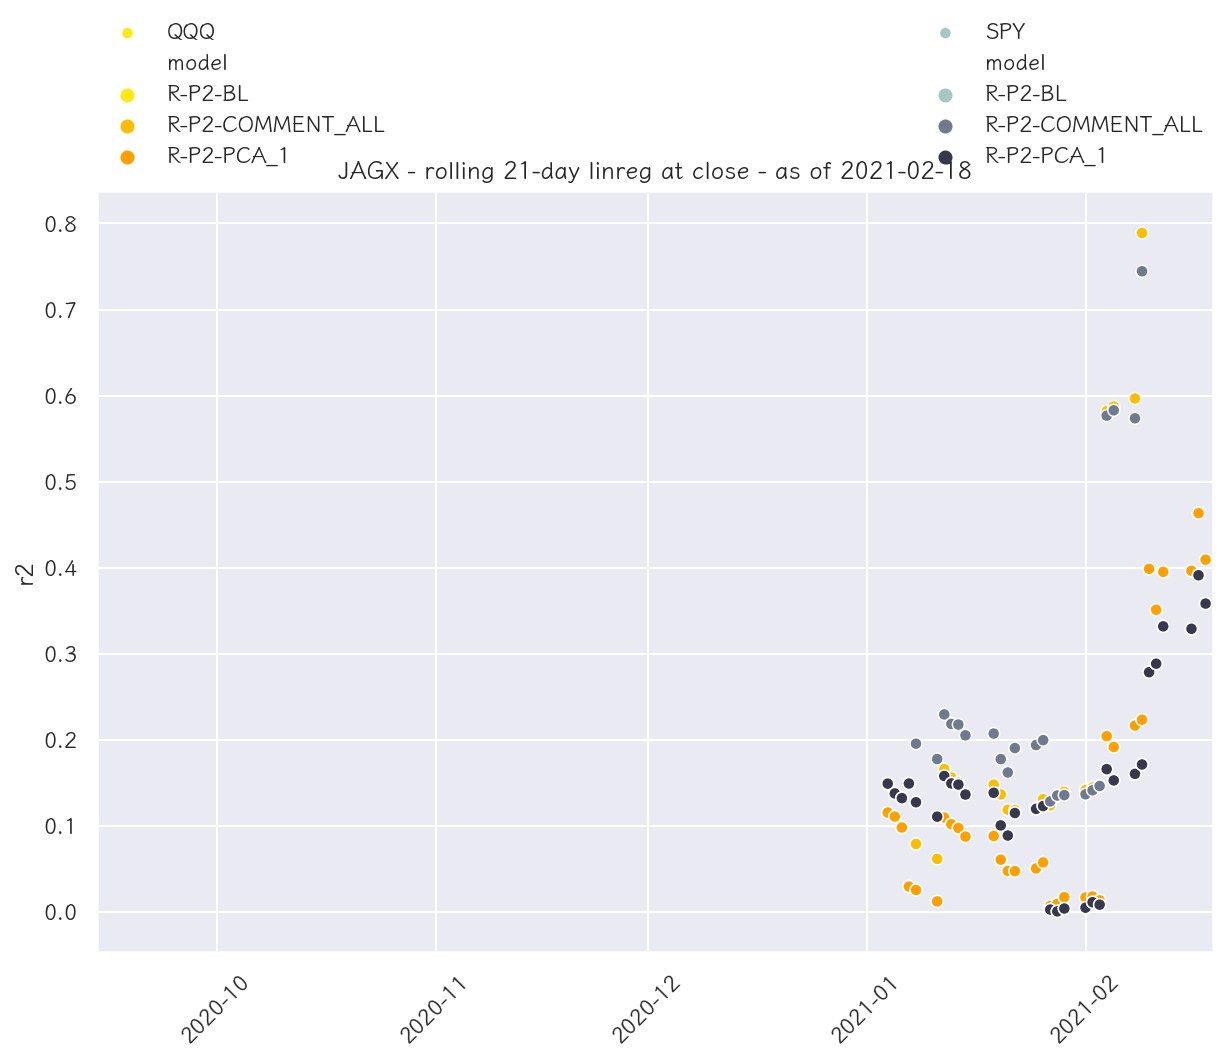 QQQ
model
R-P2-BL
R-P2-COMMENT_ALL
R-P2-PCA_1
SPY
model
R-P2-BL
R-P2-COMMENT_ALL
R-P2-PCA_1
JAGX - rolling 21-day linreg at close - as of 2021-02-18
0.8
0.7
0.6
0.5
0.4
0.3
0.2
0.1
0.0
r2
2020-10
2020-11
2020-12
2021-01
2021-02